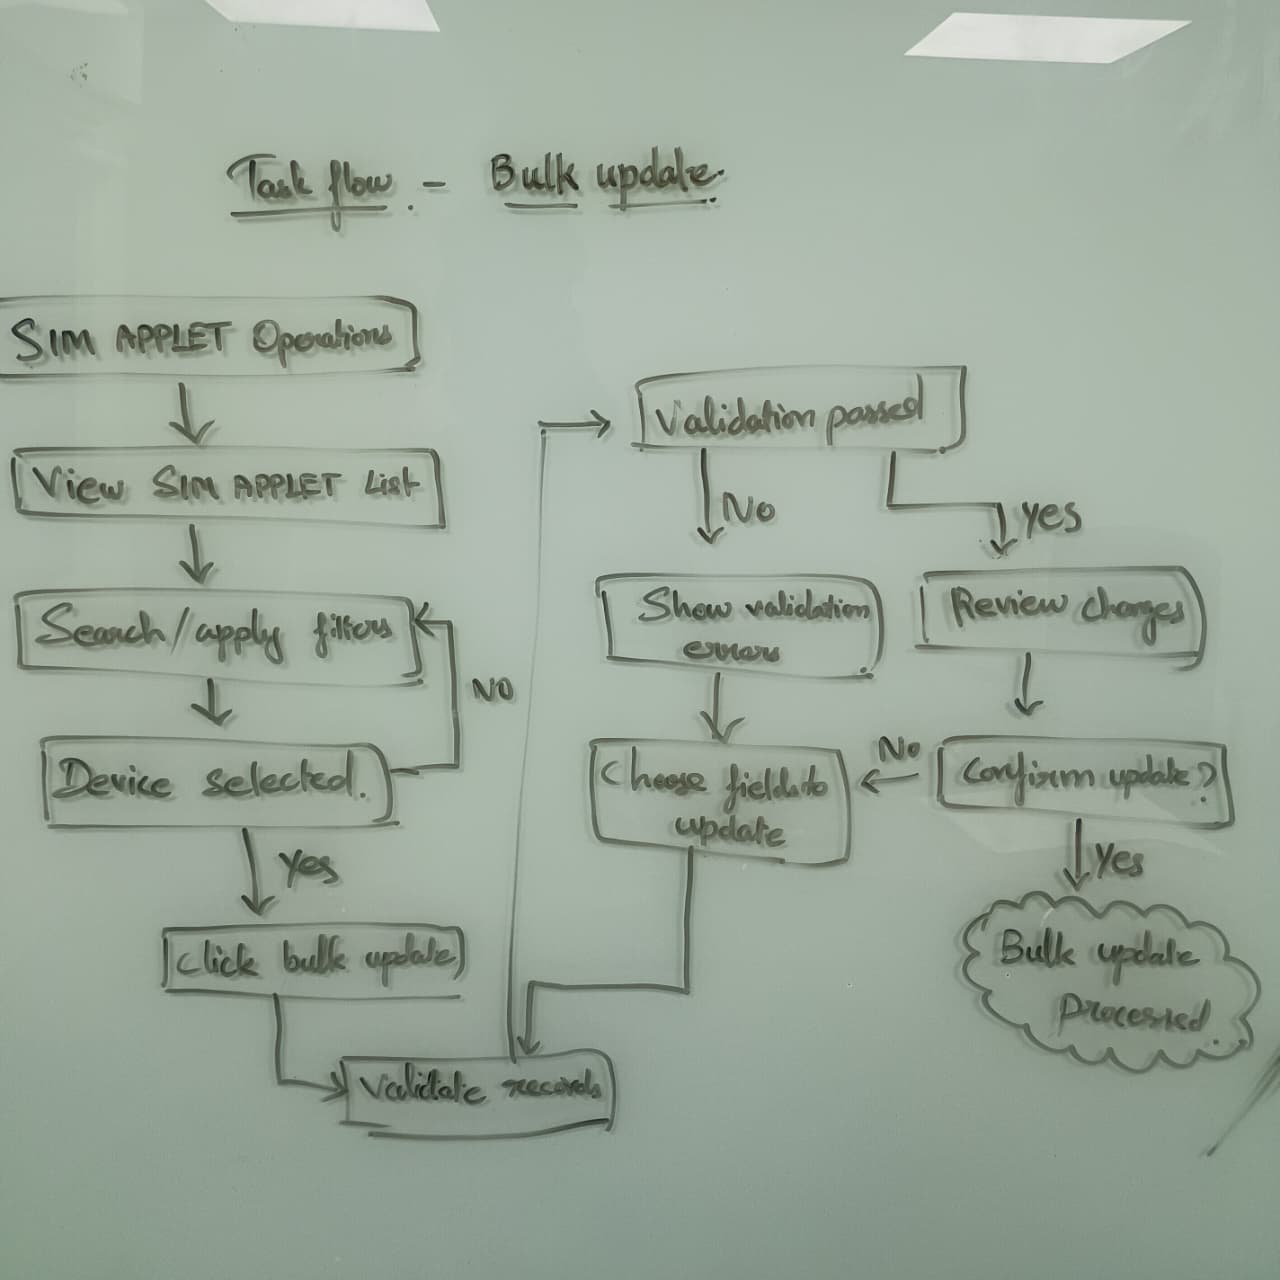 Task flow. - Bulk update.
SIM APPLET Operations
View SIM APPLET List
Search/apply filters
NO
Device selected.
Yes
Click bulk update
Validate records
Validation passed
No
Yes
Show validation
errors
Review changes
Choose fields to
update
No
Confirm update?
Yes
Bulk update
processed